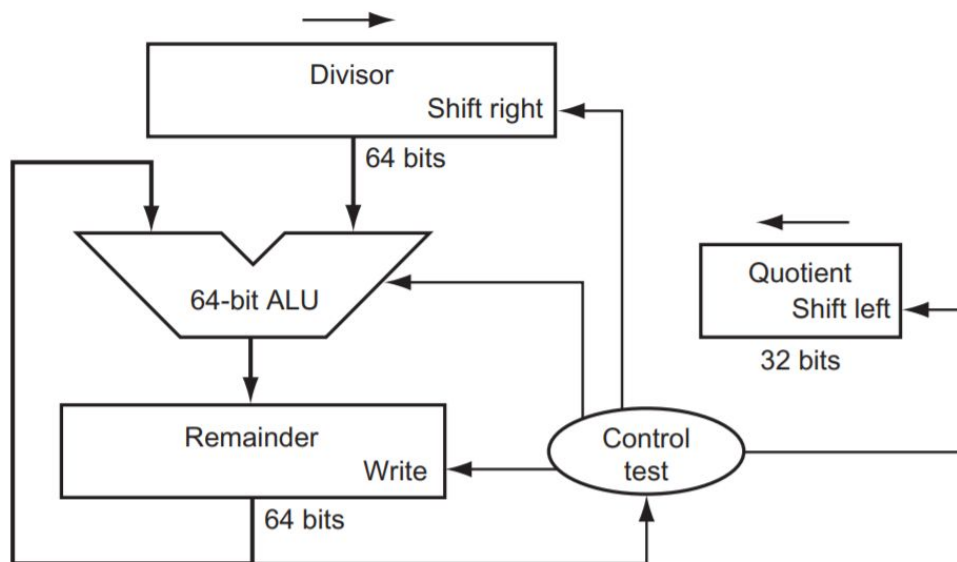 Divisor
Shift right
64 bits
64-bit ALU
Quotient
Shift left
32 bits
Remainder
Write
Control
test
64 bits